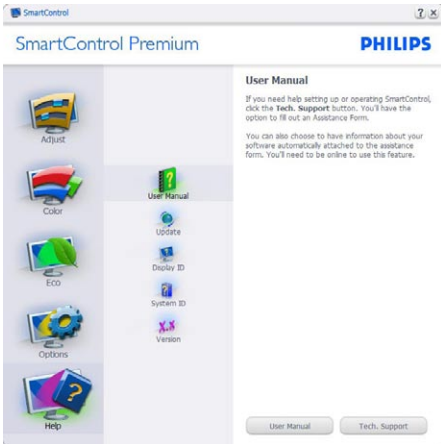 SmartControl
? x
SmartControl Premium
PHILIPS
Adjust
Color
Eco
Options
Help
User Manual
Update
Display ID
System ID
X.X
Version
User Manual
If you need help setting up or operating SmartControl,
click the Tech. Support button. You'll have the
option to fill out an Assistance Form.
You can also choose to have information about your
software automatically attached to the assistance
form. You'll need to be online to use this feature.
User Manual
Tech. Support